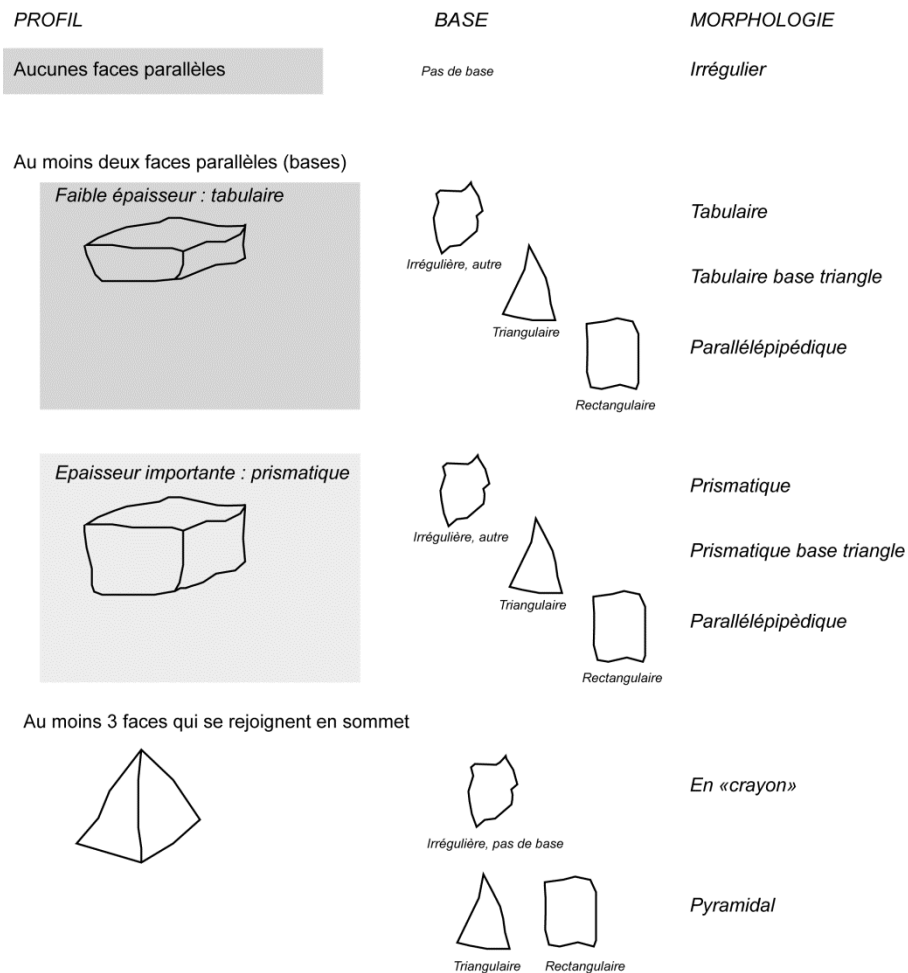 PROFIL BASE MORPHOLOGIE
Aucunes faces parallèles Pas de base Irrégulier
Au moins deux faces parallèles (bases)
Faible épaisseur : tabulaire
Irrégulière, autre Tabulaire
Triangulaire Tabulaire base triangle
Rectangulaire Parallélépipédique
Epaisseur importante : prismatique
Irrégulière, autre Prismatique
Triangulaire Prismatique base triangle
Rectangulaire Parallélépipèdique
Au moins 3 faces qui se rejoignent en sommet
Irrégulière, pas de base En «crayon»
Triangulaire Rectangulaire Pyramidal